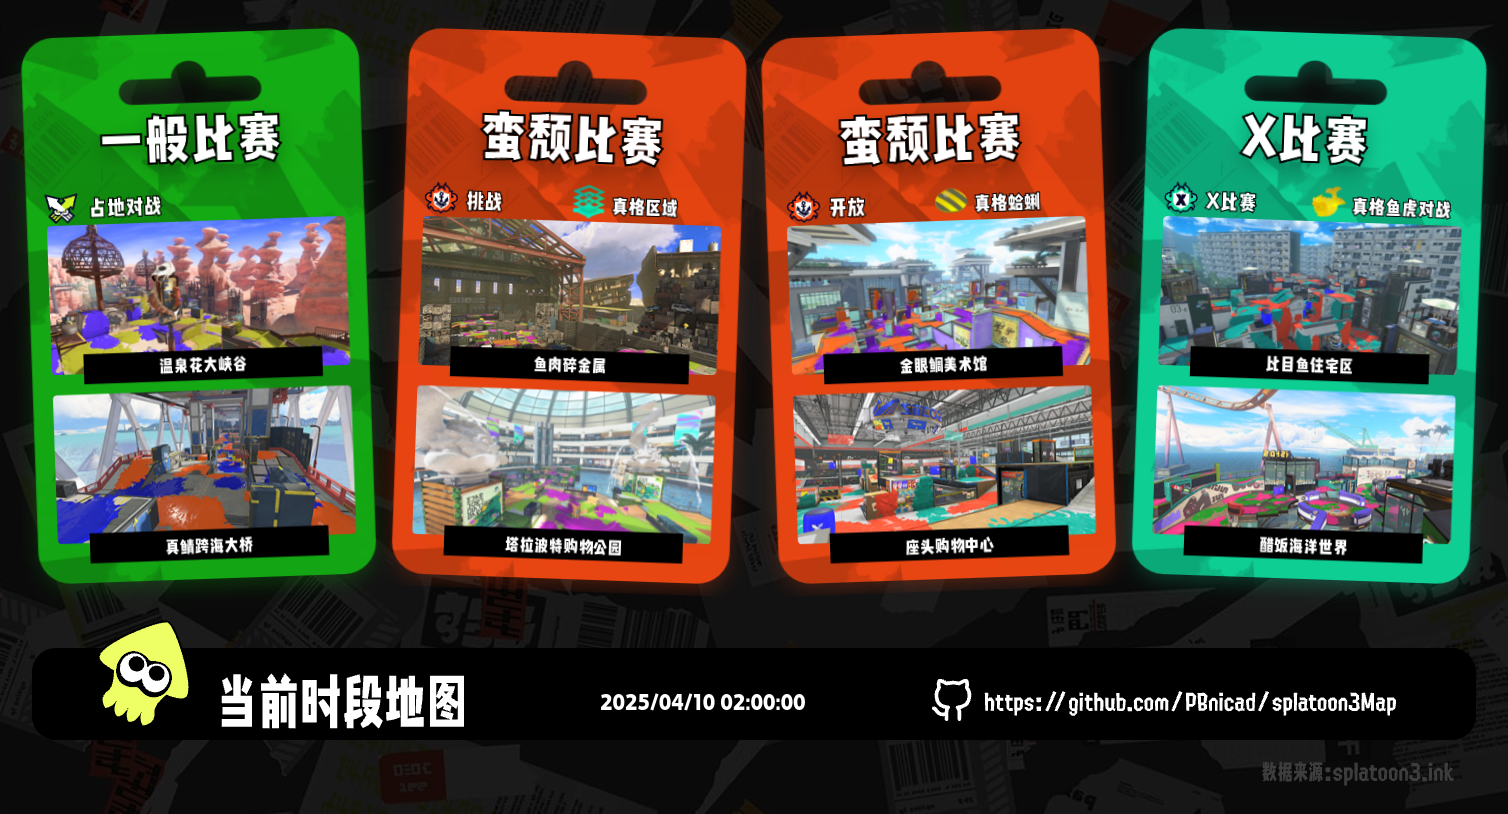 一般比赛
占地对战
温泉花大峡谷
真鲭跨海大桥
蛮颓比赛
挑战
真格区域
鱼肉碎金属
塔拉波特购物公园
蛮颓比赛
开放
真格蛤蜊
金眼鲷美术馆
座头购物中心
X比赛
X比赛
真格鱼虎对战
比目鱼住宅区
醋饭海洋世界
当前时段地图
2025/04/10 02:00:00
https://github.com/PBnicad/splatoon3Map
数据来源:splatoon3.ink